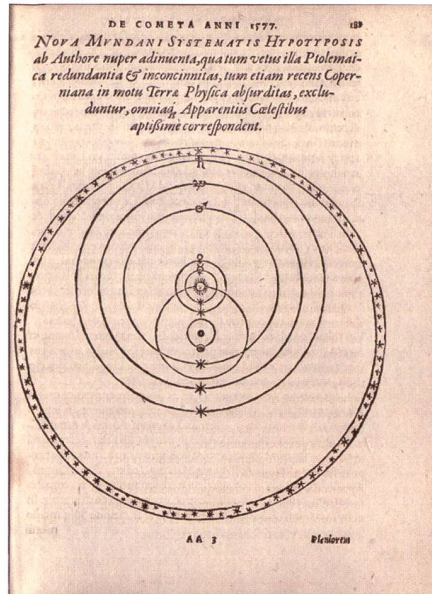 DE COMETA ANNI 1577. 189
NOVA MVNDANI SYSTEMATIS HYPOTYPOSIS
ab Authore nuper adinuenta, qua tum vetus illa Ptolemai-
ca redundantia & inconcinnitas, tum etiam recens Coper-
niana in motu Terræ Physica absurditas, exclu-
duntur, omniaq́; Apparentiis Cœlestibus
aptißimè correspondent.
AA 3 Pleniorem